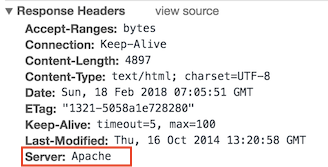 ▼ Response Headers view source
Accept-Ranges: bytes
Connection: Keep-Alive
Content-Length: 4897
Content-Type: text/html; charset=UTF-8
Date: Sun, 18 Feb 2018 07:05:51 GMT
ETag: "1321-5058a1e728280"
Keep-Alive: timeout=5, max=100
Last-Modified: Thu, 16 Oct 2014 13:20:58 GMT
Server: Apache